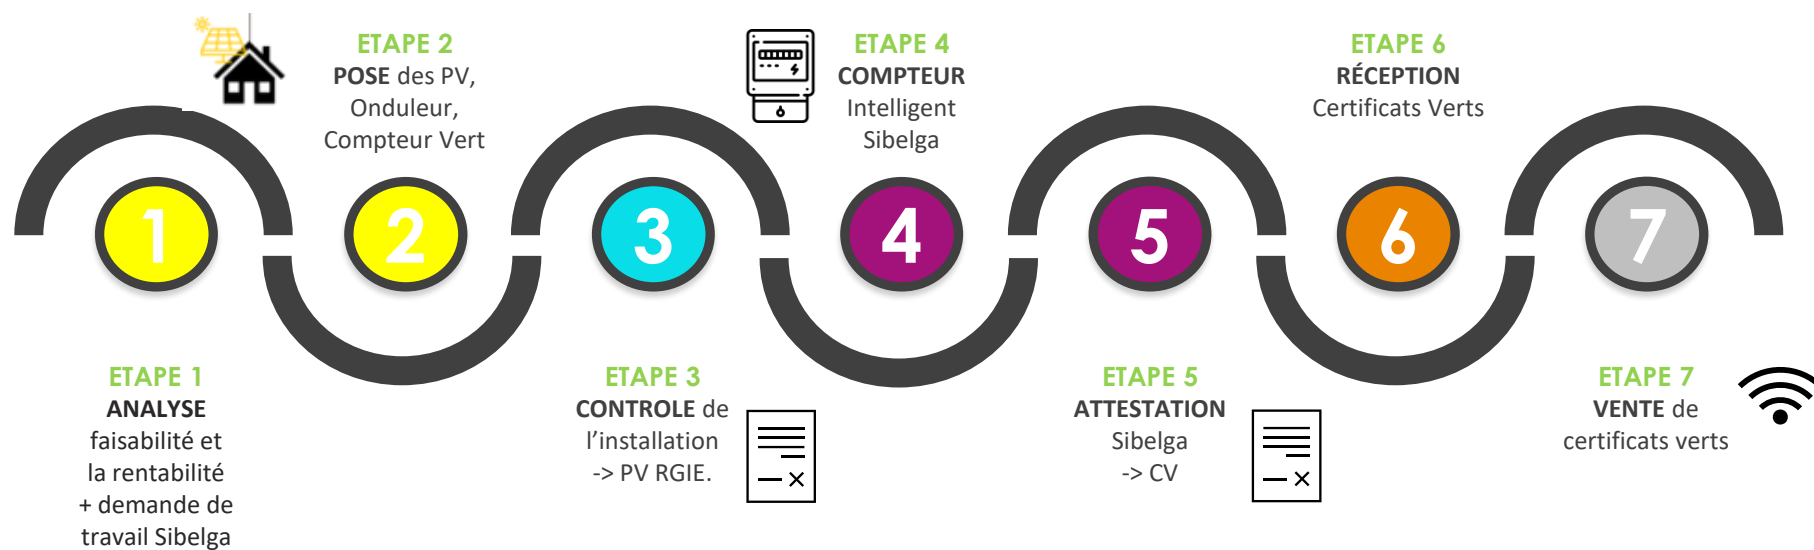 ETAPE 1
ANALYSE
faisabilité et
la rentabilité
+ demande de
travail Sibelga
1
ETAPE 2
POSE des PV,
Onduleur,
Compteur Vert
2
ETAPE 3
CONTROLE de
l'installation
-> PV RGIE.
3
ETAPE 4
COMPTEUR
Intelligent
Sibelga
4
ETAPE 5
ATTESTATION
Sibelga
-> CV
5
ETAPE 6
RÉCEPTION
Certificats Verts
6
ETAPE 7
VENTE de
certificats verts
7